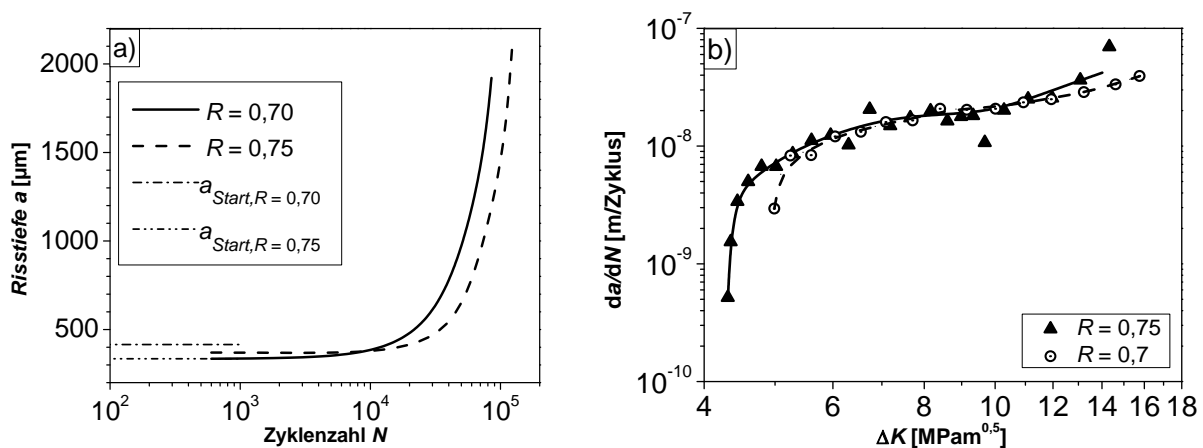 a)
2000
1500
1000
500
Risstiefe a [µm]
R = 0,70
R = 0,75
aStart,R = 0,70
aStart,R = 0,75
10² 10³ 10⁴ 10⁵
Zyklenzahl N
b)
10⁻⁷
10⁻⁸
10⁻⁹
10⁻¹⁰
da/dN [m/Zyklus]
R = 0,75
R = 0,7
4 6 8 10 12 14 16 18
ΔK [MPam⁰,⁵]